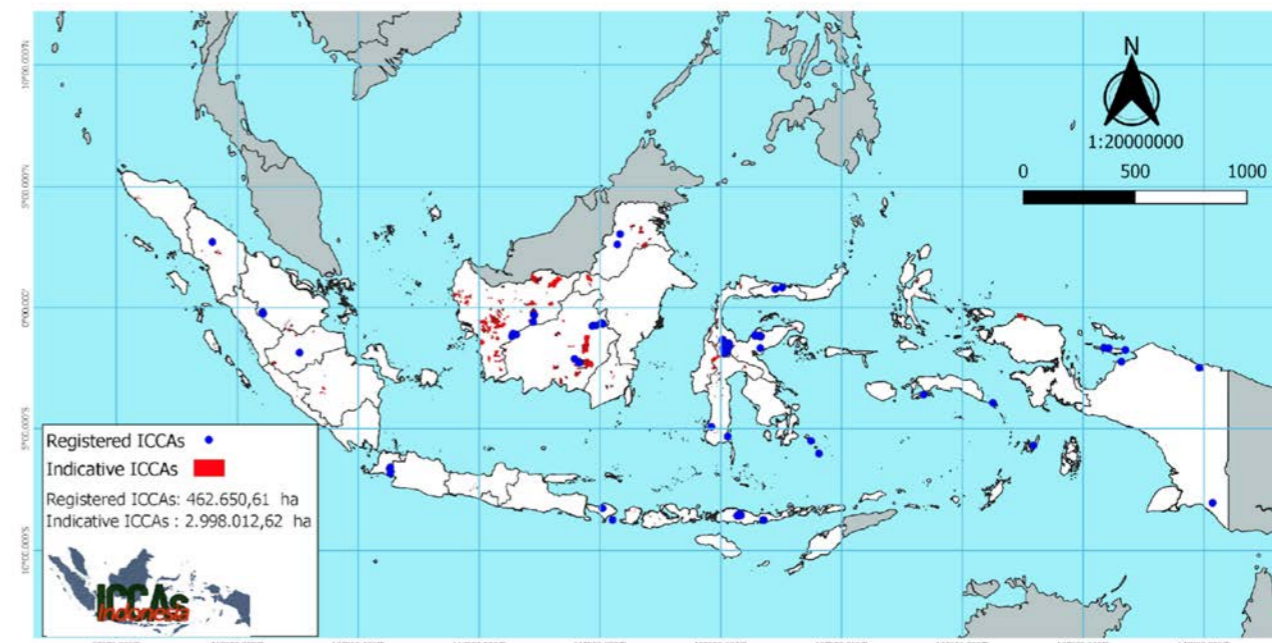 N
1:20000000
0 500 1000
Registered ICCAs
Indicative ICCAs
Registered ICCAs: 462.650,61 ha
Indicative ICCAs : 2.998.012,62 ha
ICCAs
Indonesia